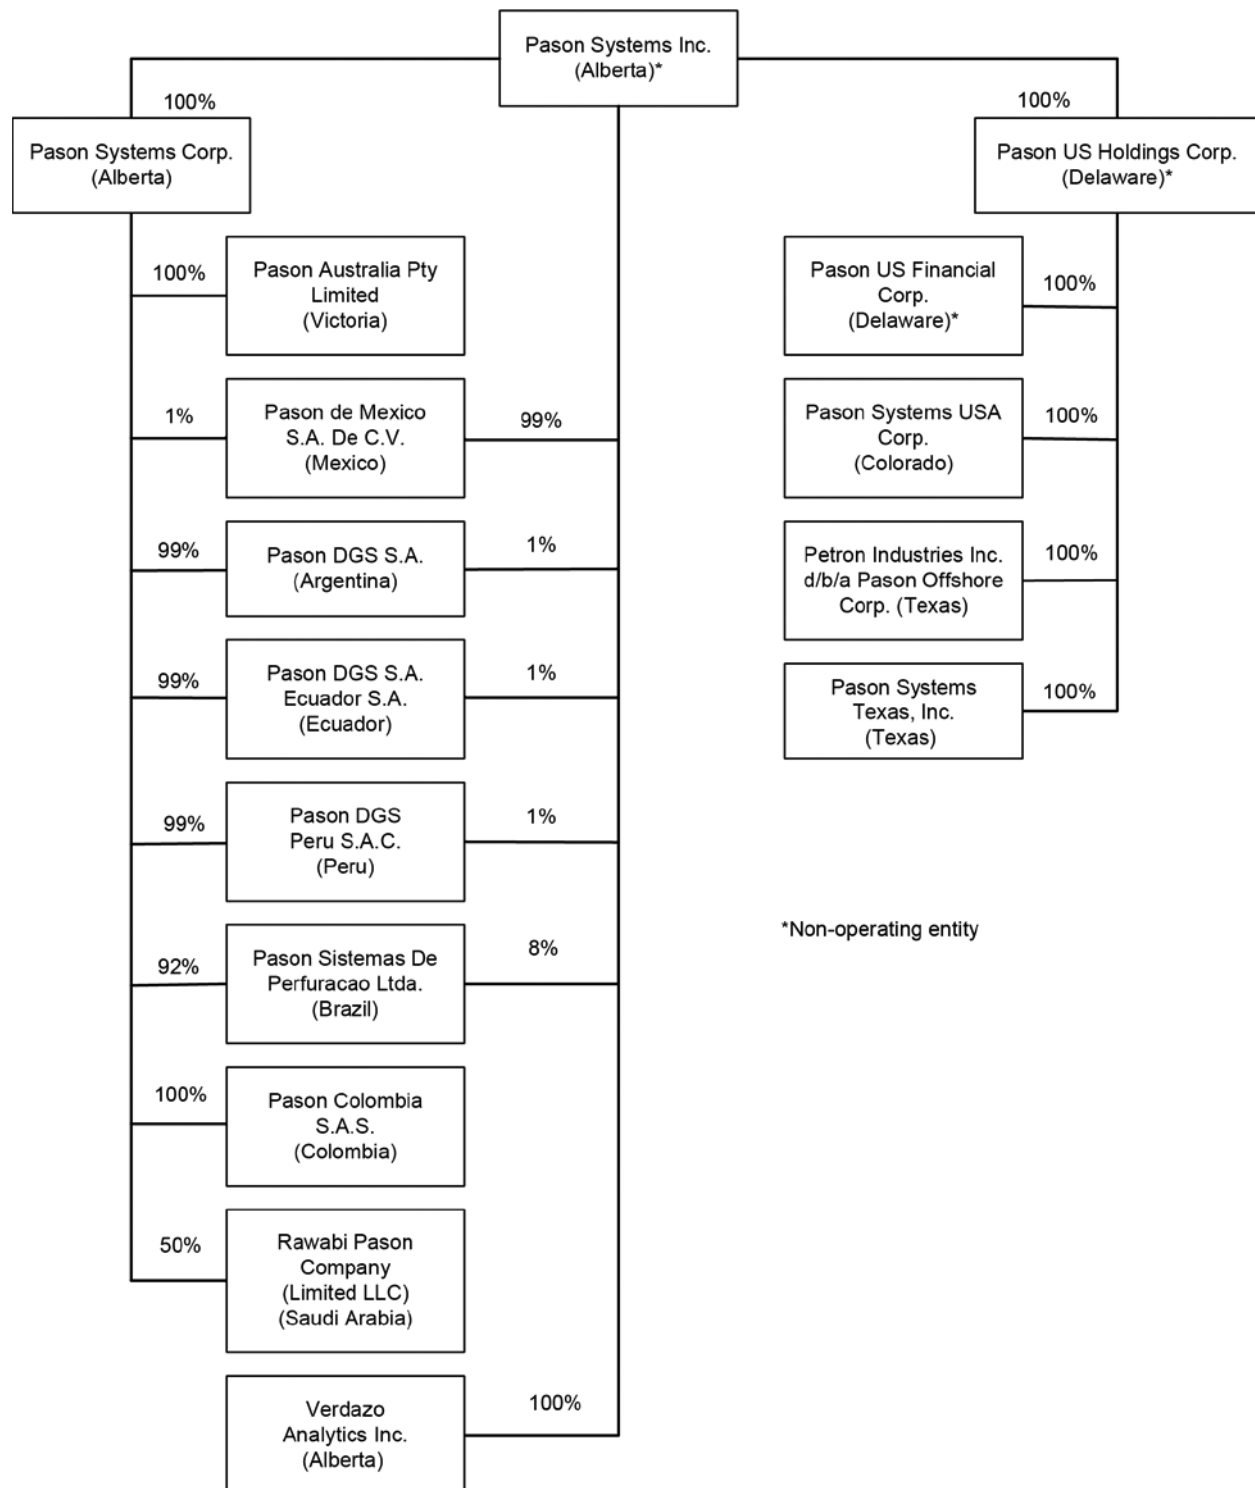 Pason Systems Inc.
(Alberta)*
100%
100%
Pason Systems Corp.
(Alberta)
Pason US Holdings Corp.
(Delaware)*
100%
Pason Australia Pty
Limited
(Victoria)
Pason US Financial
Corp.
(Delaware)*
100%
1%
Pason de Mexico
S.A. De C.V.
(Mexico)
99%
Pason Systems USA
Corp.
(Colorado)
100%
99%
Pason DGS S.A.
(Argentina)
1%
Petron Industries Inc.
d/b/a Pason Offshore
Corp. (Texas)
100%
99%
Pason DGS S.A.
Ecuador S.A.
(Ecuador)
1%
Pason Systems
Texas, Inc.
(Texas)
100%
99%
Pason DGS
Peru S.A.C.
(Peru)
1%
*Non-operating entity
92%
Pason Sistemas De
Perfuracao Ltda.
(Brazil)
8%
100%
Pason Colombia
S.A.S.
(Colombia)
50%
Rawabi Pason
Company
(Limited LLC)
(Saudi Arabia)
Verdazo
Analytics Inc.
(Alberta)
100%